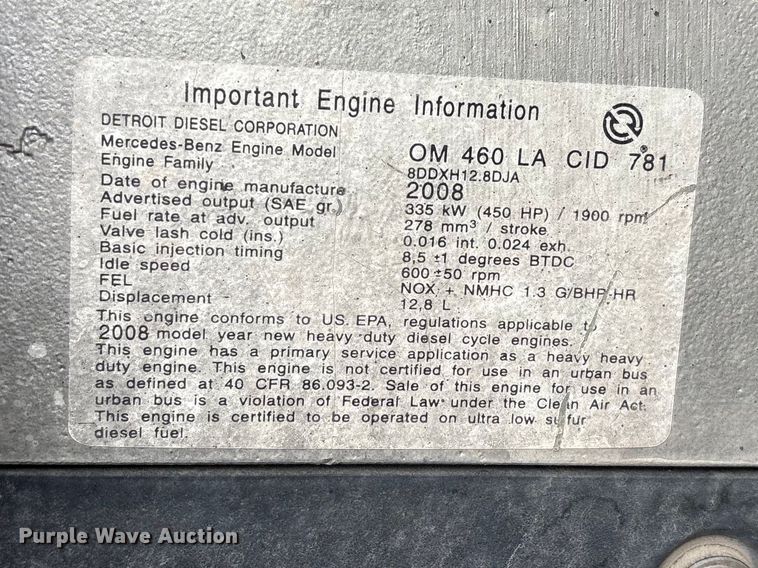 Important Engine Information
DETROIT DIESEL CORPORATION
Mercedes-Benz Engine Model OM 460 LA CID 781
Engine Family 8DDXH12.8DJA
Date of engine manufacture 2008
Advertised output (SAE gr.) 335 kW (450 HP) / 1900 rpm
Fuel rate at adv. output 278 mm³ / stroke
Valve lash cold (ins.) 0.016 int. 0.024 exh.
Basic injection timing 8,5 ±1 degrees BTDC
Idle speed 600 ±50 rpm
FEL NOX + NMHC 1.3 G/BHP-HR
Displacement 12,8 L
This engine conforms to U.S. EPA, regulations applicable to
2008 model year new heavy duty diesel cycle engines.
This engine has a primary service application as a heavy heavy
duty engine. This engine is not certified for use in an urban bus
as defined at 40 CFR 86.093-2. Sale of this engine for use in an
urban bus is a violation of Federal Law under the Clean Air Act.
This engine is certified to be operated on ultra low sulfur
diesel fuel.
®
Purple Wave Auction